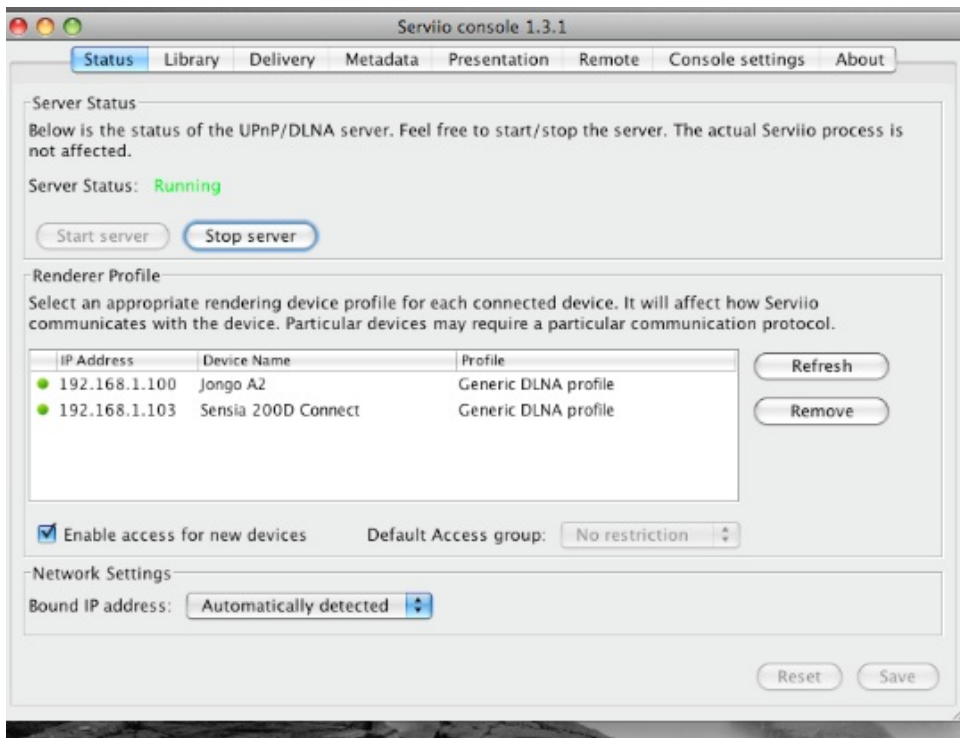 Serviio console 1.3.1
Status Library Delivery Metadata Presentation Remote Console settings About
Server Status
Below is the status of the UPnP/DLNA server. Feel free to start/stop the server. The actual Serviio process is
not affected.
Server Status: Running
Start server Stop server
Renderer Profile
Select an appropriate rendering device profile for each connected device. It will affect how Serviio
communicates with the device. Particular devices may require a particular communication protocol.
IP Address Device Name Profile
192.168.1.100 Jongo A2 Generic DLNA profile
192.168.1.103 Sensia 200D Connect Generic DLNA profile
Refresh
Remove
Enable access for new devices Default Access group: No restriction
Network Settings
Bound IP address: Automatically detected
Reset Save